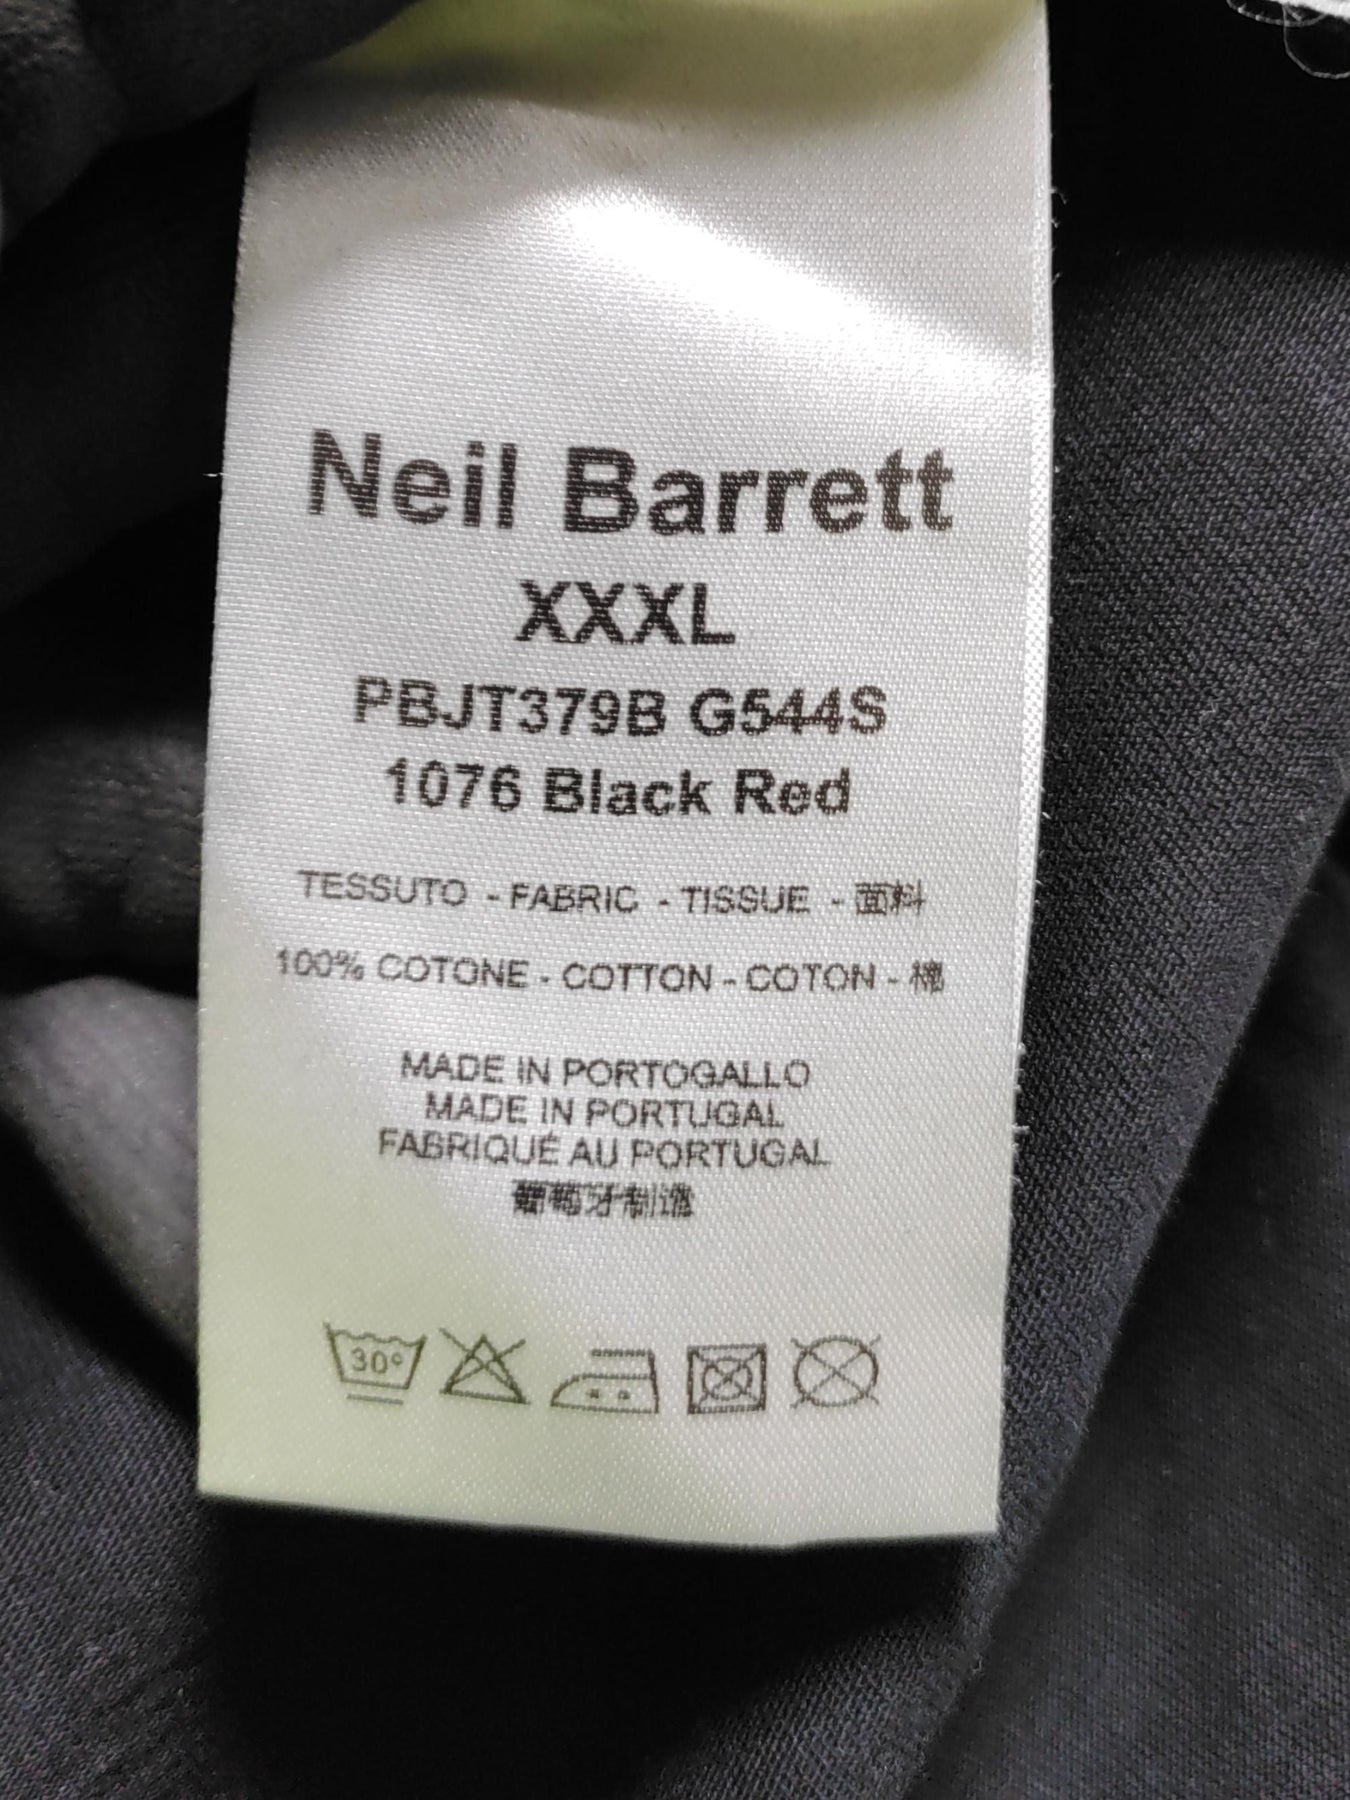 Neil Barrett
XXXL
PBJT379B G544S
1076 Black Red
TESSUTO - FABRIC - TISSUE - 面料
100% COTONE - COTTON - COTON - 棉
MADE IN PORTOGALLO
MADE IN PORTUGAL
FABRIQUÉ AU PORTUGAL
葡萄牙制造
30°